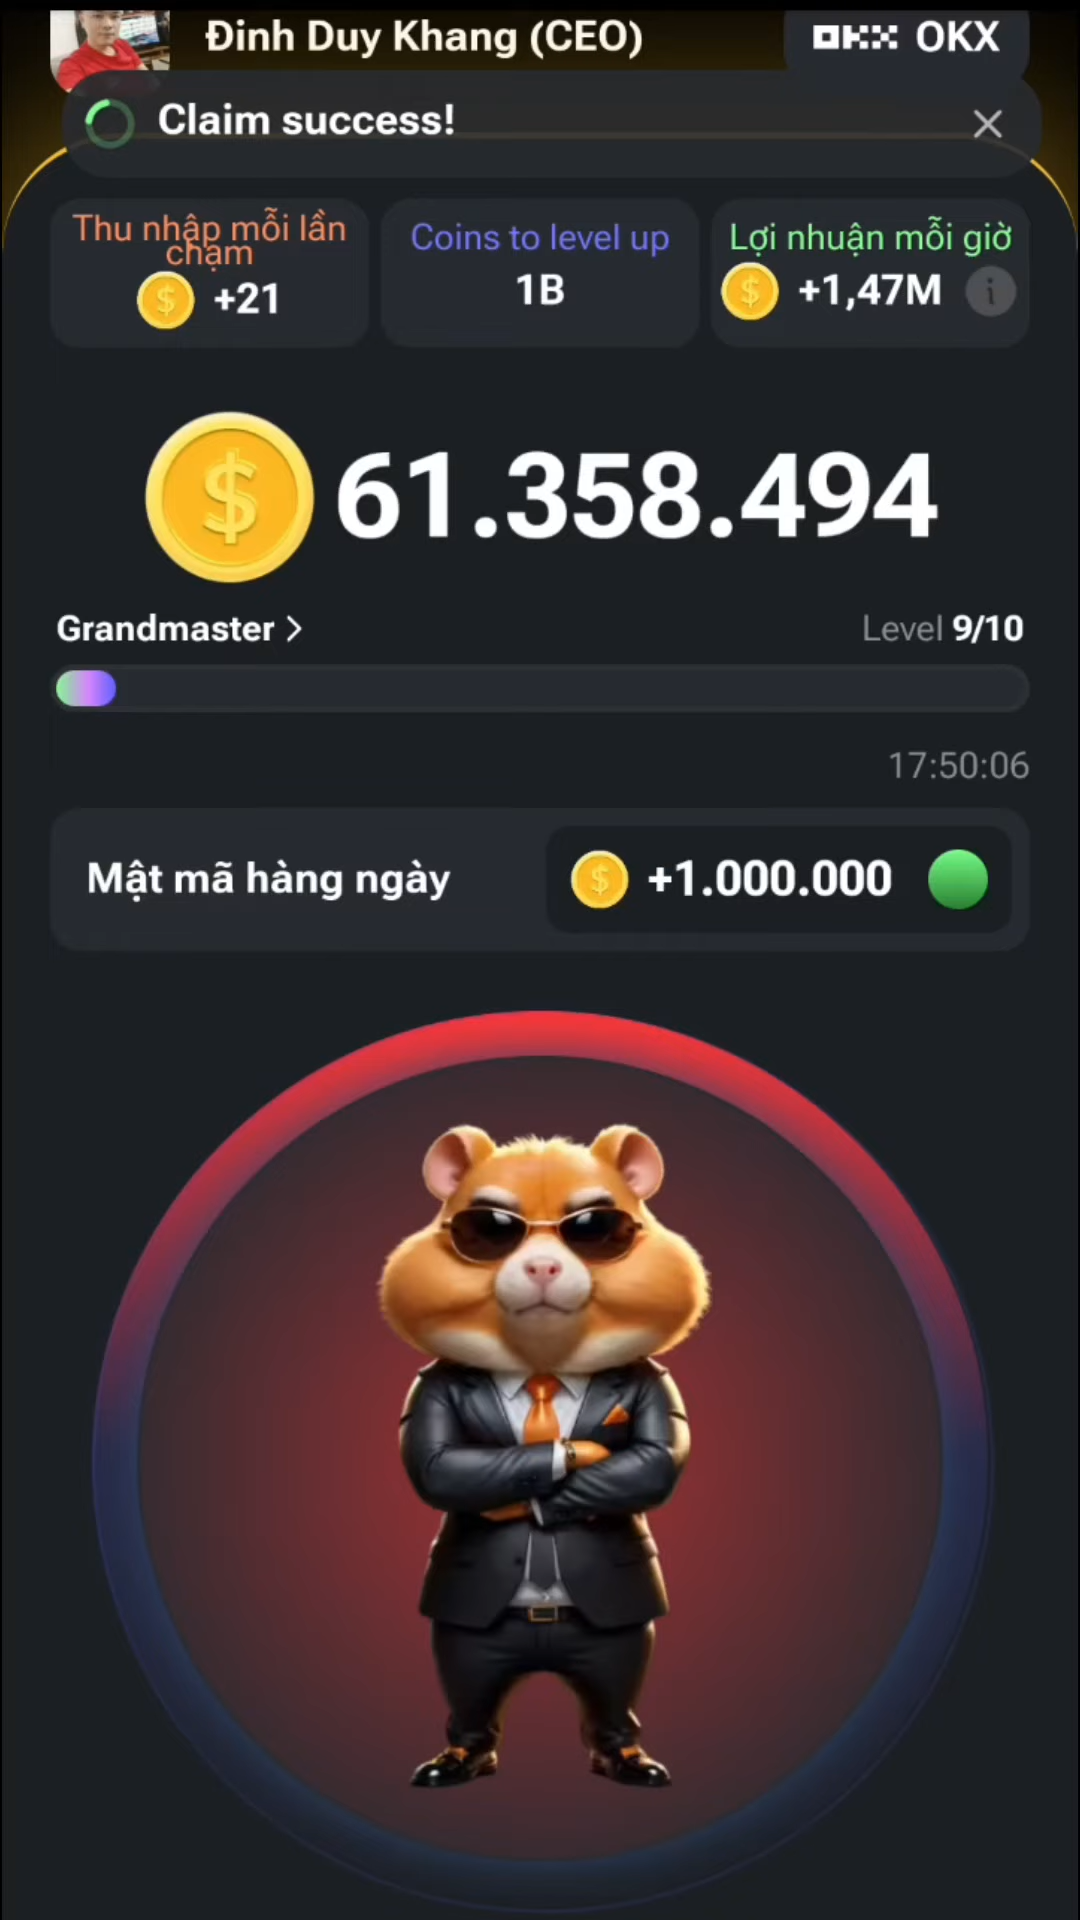 Đinh Duy Khang (CEO)
OKX OKX
Claim success!
Thu nhập mỗi lần
chạm
+21
Coins to level up
1B
Lợi nhuận mỗi giờ
+1,47M
61.358.494
Grandmaster >
Level 9/10
17:50:06
Mật mã hàng ngày
+1.000.000